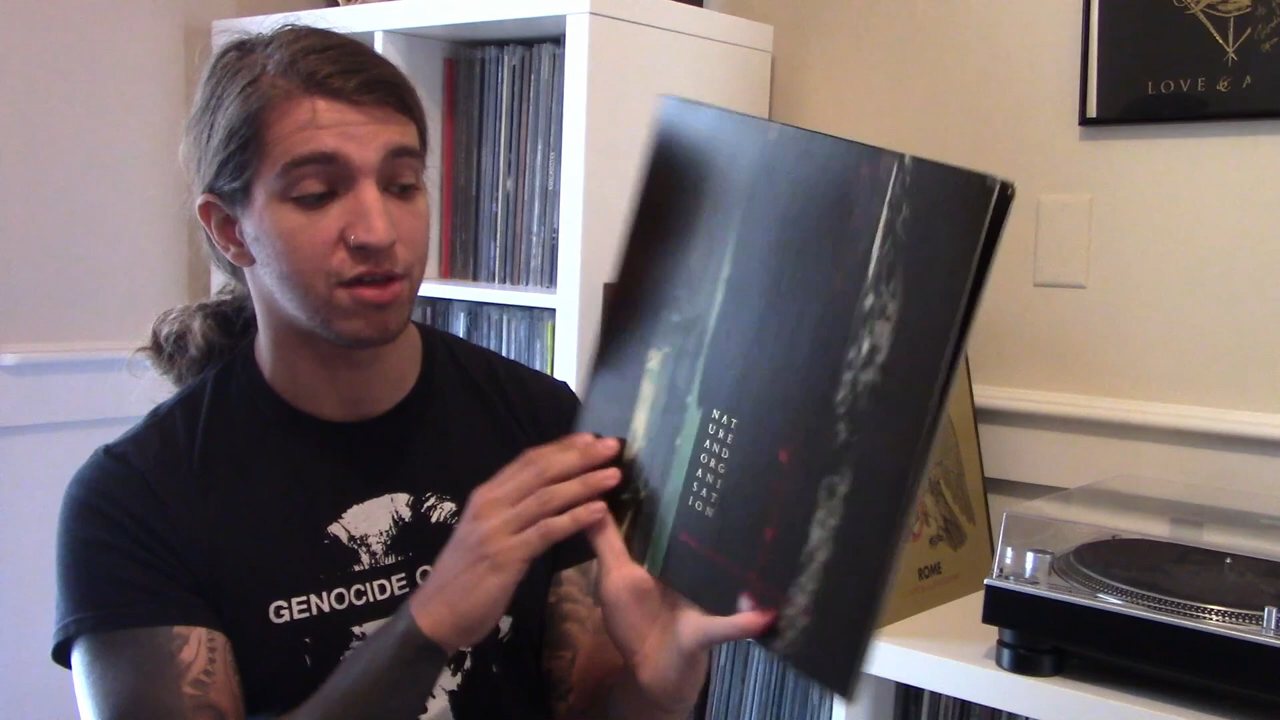 LOVE &
NAT
URE
AND
ORG
ANI
SAT
ION
GENOCIDE
ROME